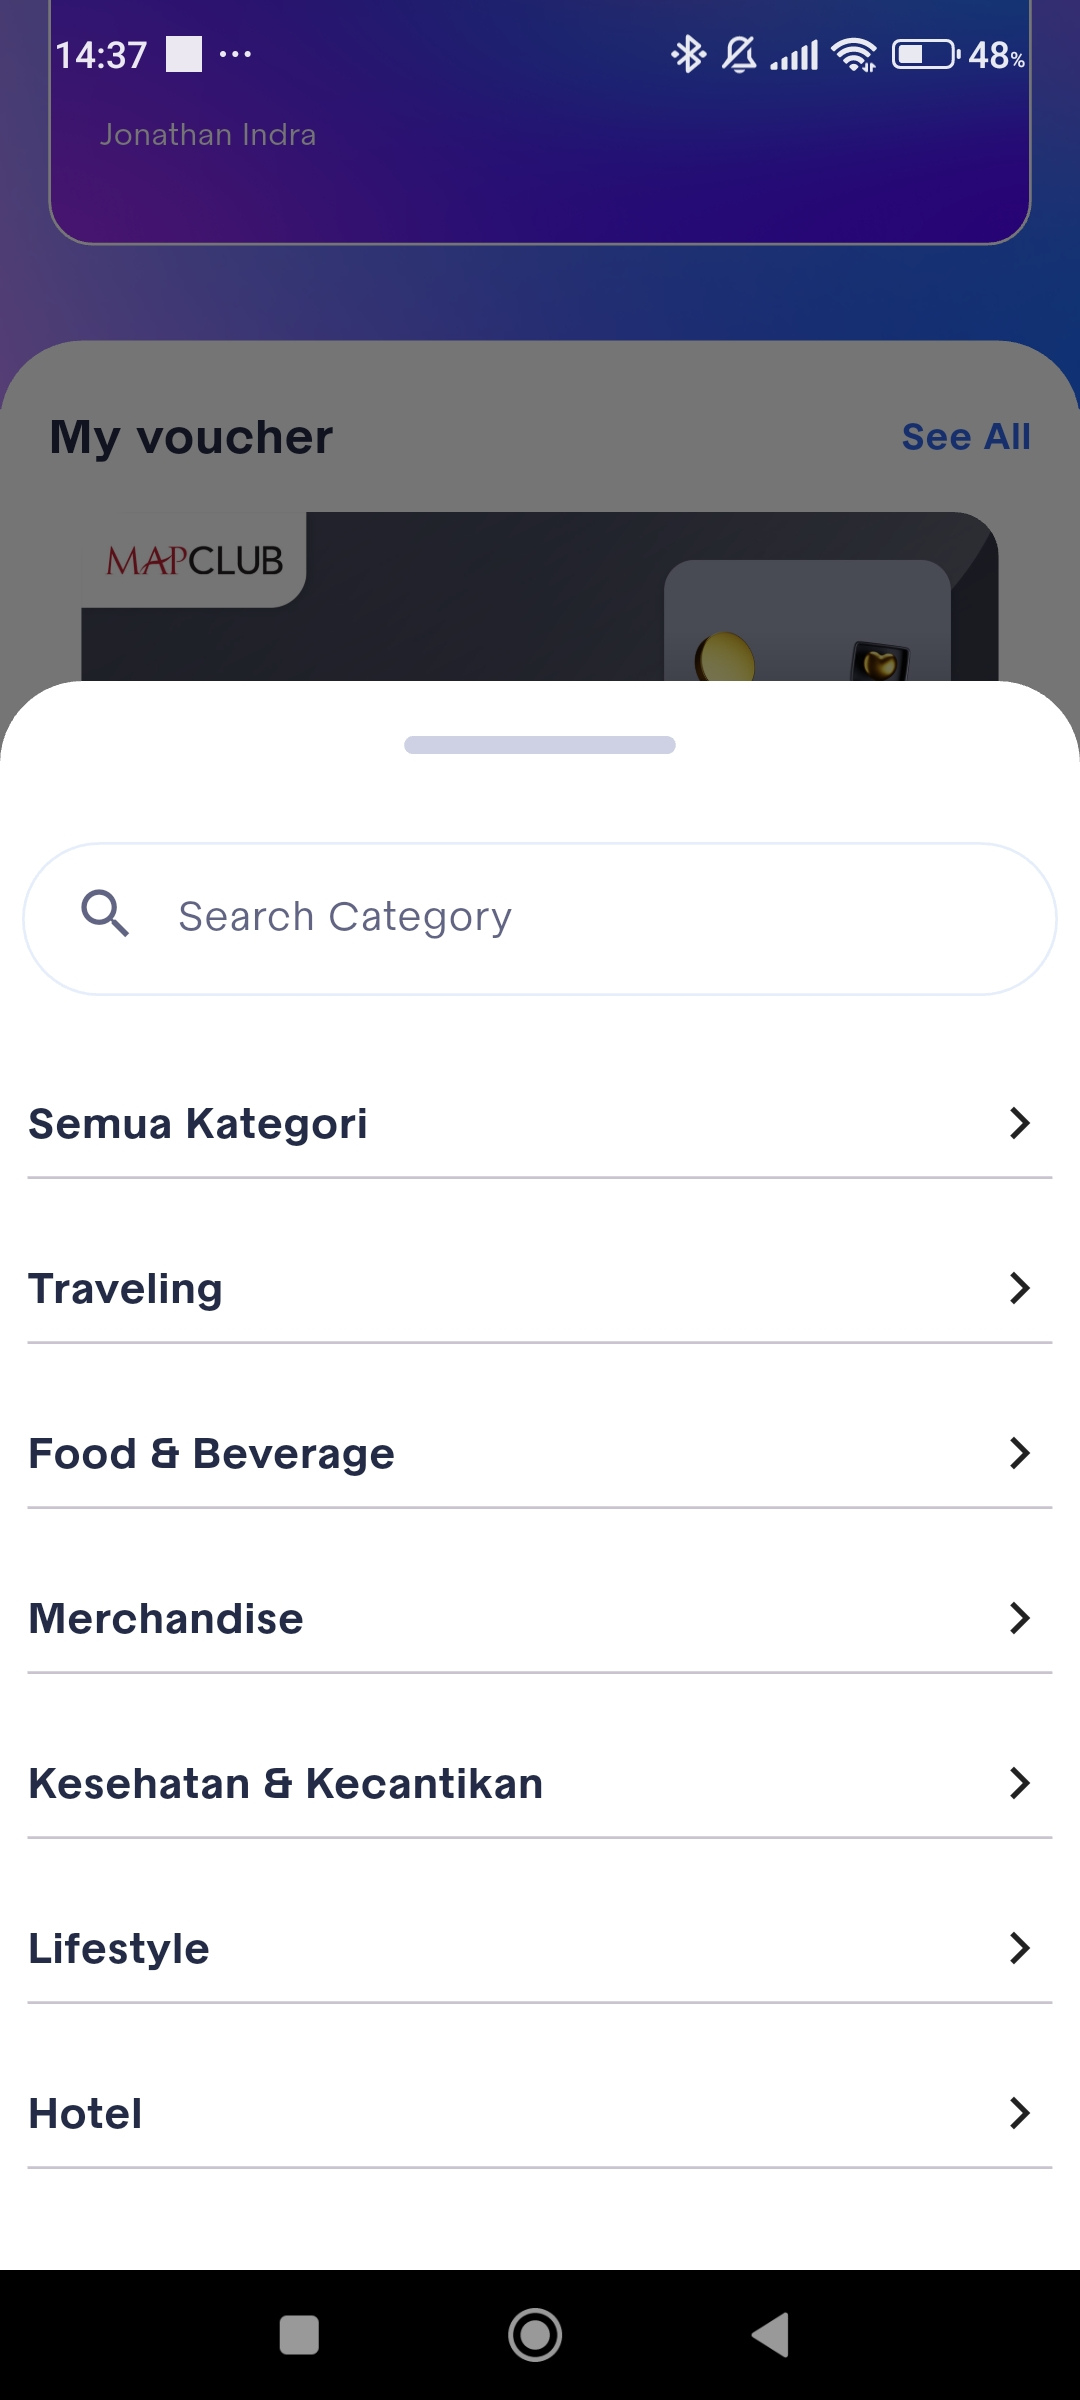 14:37
48%
Jonathan Indra
My voucher
See All
MAPCLUB
Search Category
Semua Kategori
Traveling
Food & Beverage
Merchandise
Kesehatan & Kecantikan
Lifestyle
Hotel